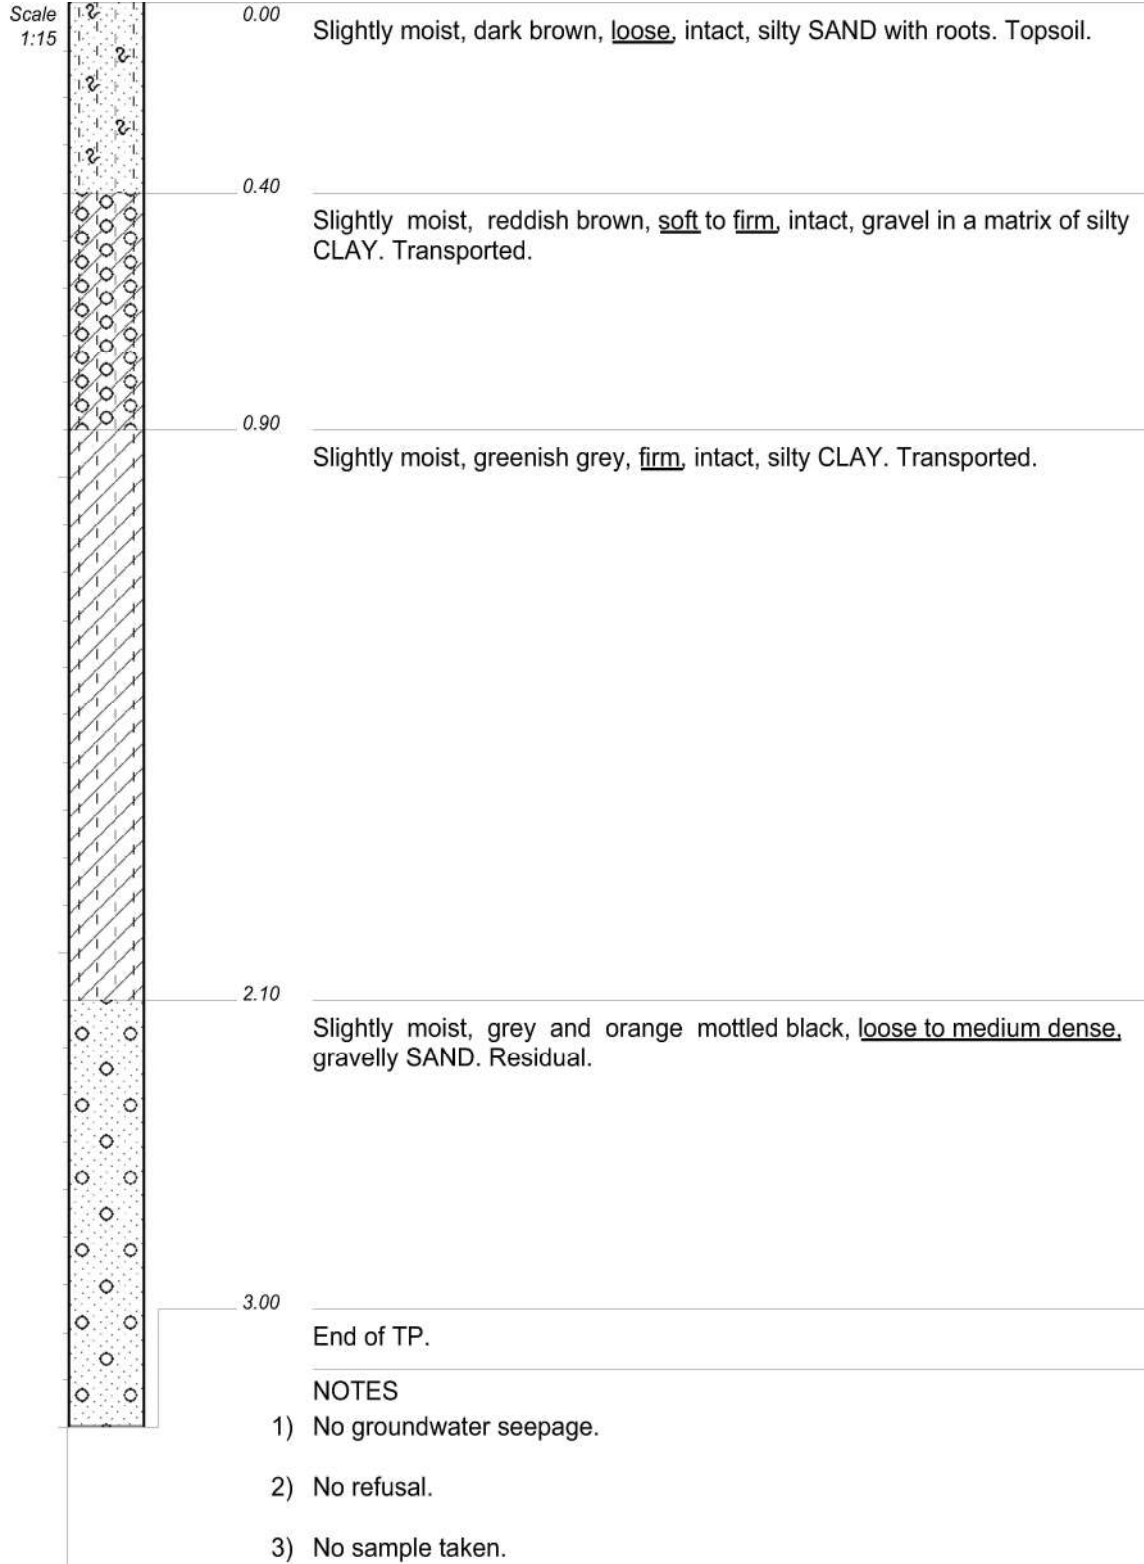 Scale
1:15
0.00
Slightly moist, dark brown, loose, intact, silty SAND with roots. Topsoil.
0.40
Slightly moist, reddish brown, soft to firm, intact, gravel in a matrix of silty
CLAY. Transported.
0.90
Slightly moist, greenish grey, firm, intact, silty CLAY. Transported.
2.10
Slightly moist, grey and orange mottled black, loose to medium dense,
gravelly SAND. Residual.
3.00
End of TP.
NOTES
1) No groundwater seepage.
2) No refusal.
3) No sample taken.